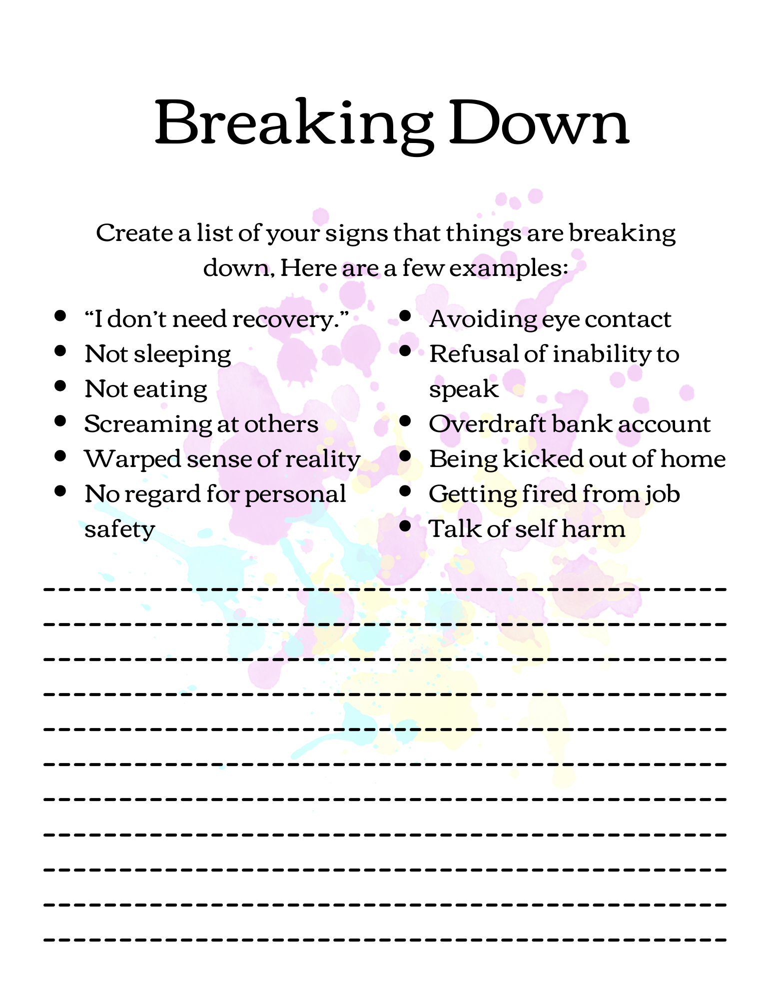 Breaking Down
Create a list of your signs that things are breaking
down, Here are a few examples:
• “I don’t need recovery.”
• Not sleeping
• Not eating
• Screaming at others
• Warped sense of reality
• No regard for personal
safety
• Avoiding eye contact
• Refusal of inability to
speak
• Overdraft bank account
• Being kicked out of home
• Getting fired from job
• Talk of self harm